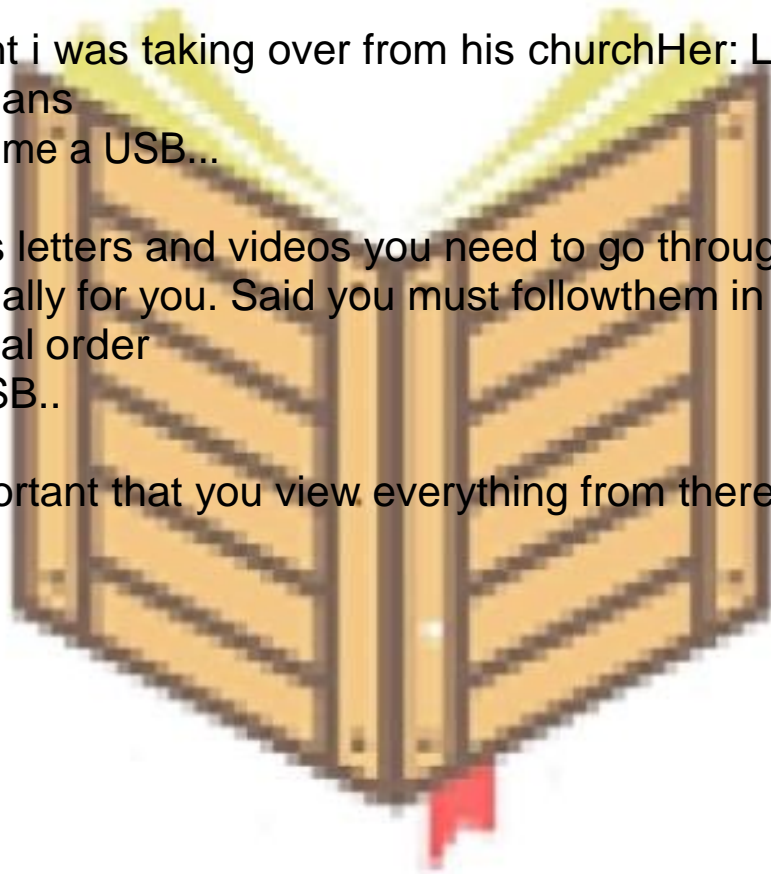 nt i was taking over from his churchHer: L
ans
me a USB...
s letters and videos you need to go throug
ally for you. Said you must followthem in
al order
SB..
ortant that you view everything from there